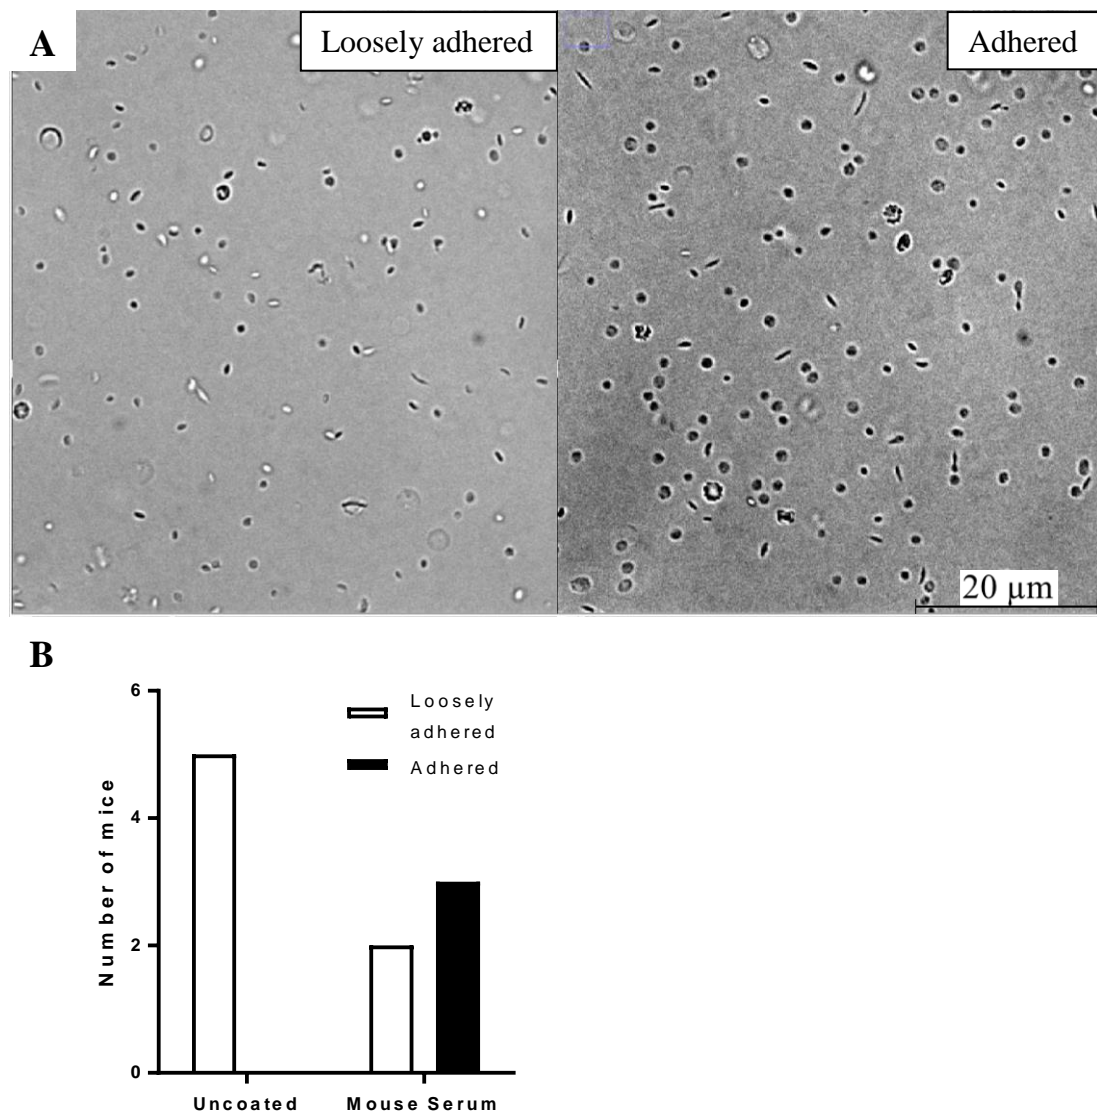 A
Loosely adhered
Adhered
20 µm
B
6
Loosely
adhered
Adhered
4
2
0
Number of mice
Uncoated
Mouse Serum